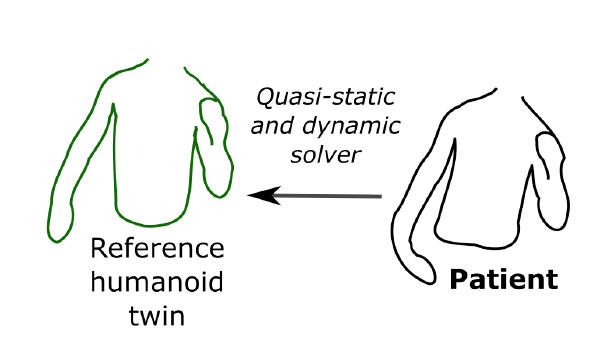 Quasi-static
and dynamic
solver
Reference
humanoid
twin
Patient